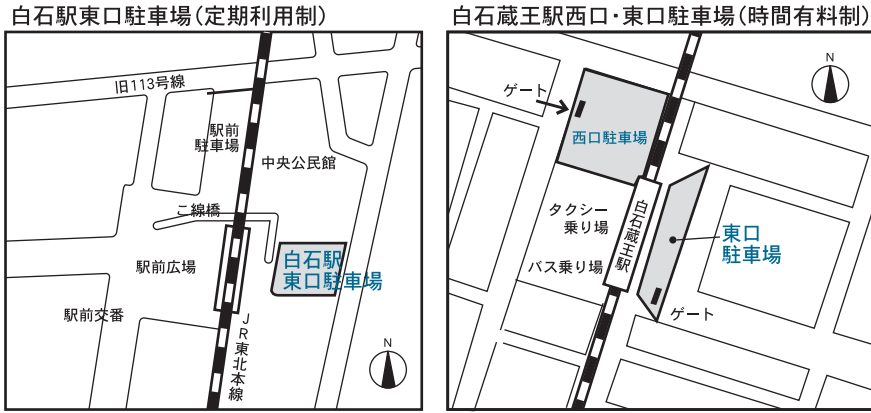 白石駅東口駐車場(定期利用制)
旧113号線
駅前
駐車場
中央公民館
こ線橋
白石駅
東口駐車場
駅前広場
駅前交番
JR東北本線
N
白石蔵王駅西口・東口駐車場(時間有料制)
N
ゲート
西口駐車場
タクシー
乗り場
白石蔵王駅
東口
駐車場
バス乗り場
ゲート